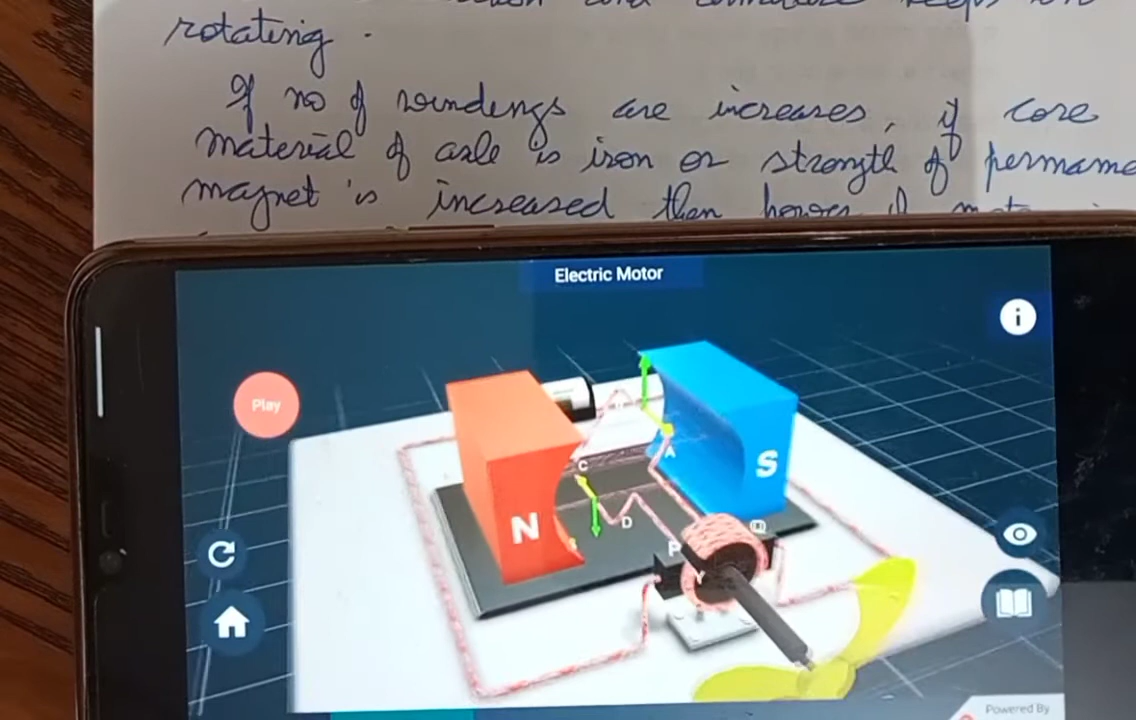 rotating.
If no of windings are increases, if core
material of axle is iron or strength of
magnet is increased then
Electric Motor
i
Play
N
S
A
C
D
P
Powered By